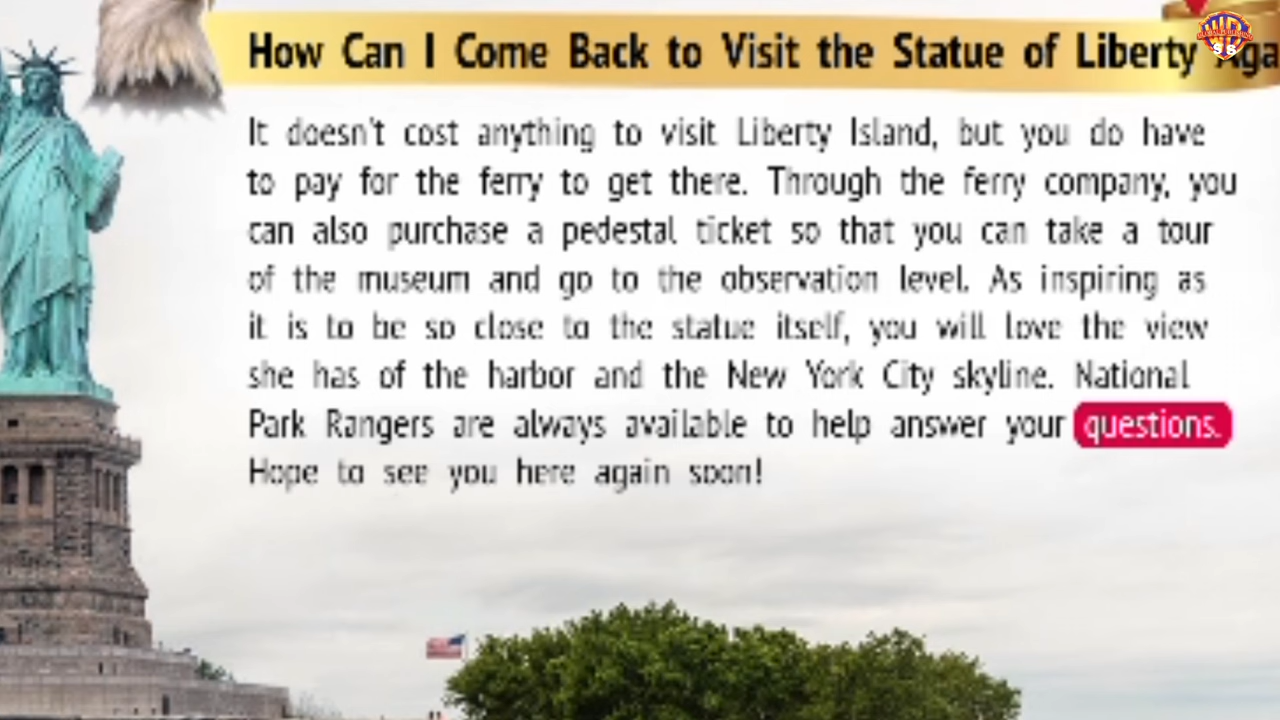 How Can I Come Back to Visit the Statue of Liberty Aga
It doesn't cost anything to visit Liberty Island, but you do have
to pay for the ferry to get there. Through the ferry company, you
can also purchase a pedestal ticket so that you can take a tour
of the museum and go to the observation level. As inspiring as
it is to be so close to the statue itself, you will love the view
she has of the harbor and the New York City skyline. National
Park Rangers are always available to help answer your questions.
Hope to see you here again soon!